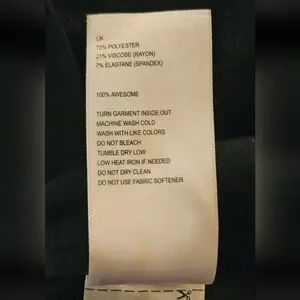 UK
72% POLYESTER
21% VISCOSE (RAYON)
7% ELASTANE (SPANDEX)
100% AWESOME
TURN GARMENT INSIDE OUT
MACHINE WASH COLD
WASH WITH LIKE COLORS
DO NOT BLEACH
TUMBLE DRY LOW
LOW HEAT IRON IF NEEDED
DO NOT DRY CLEAN
DO NOT USE FABRIC SOFTENER